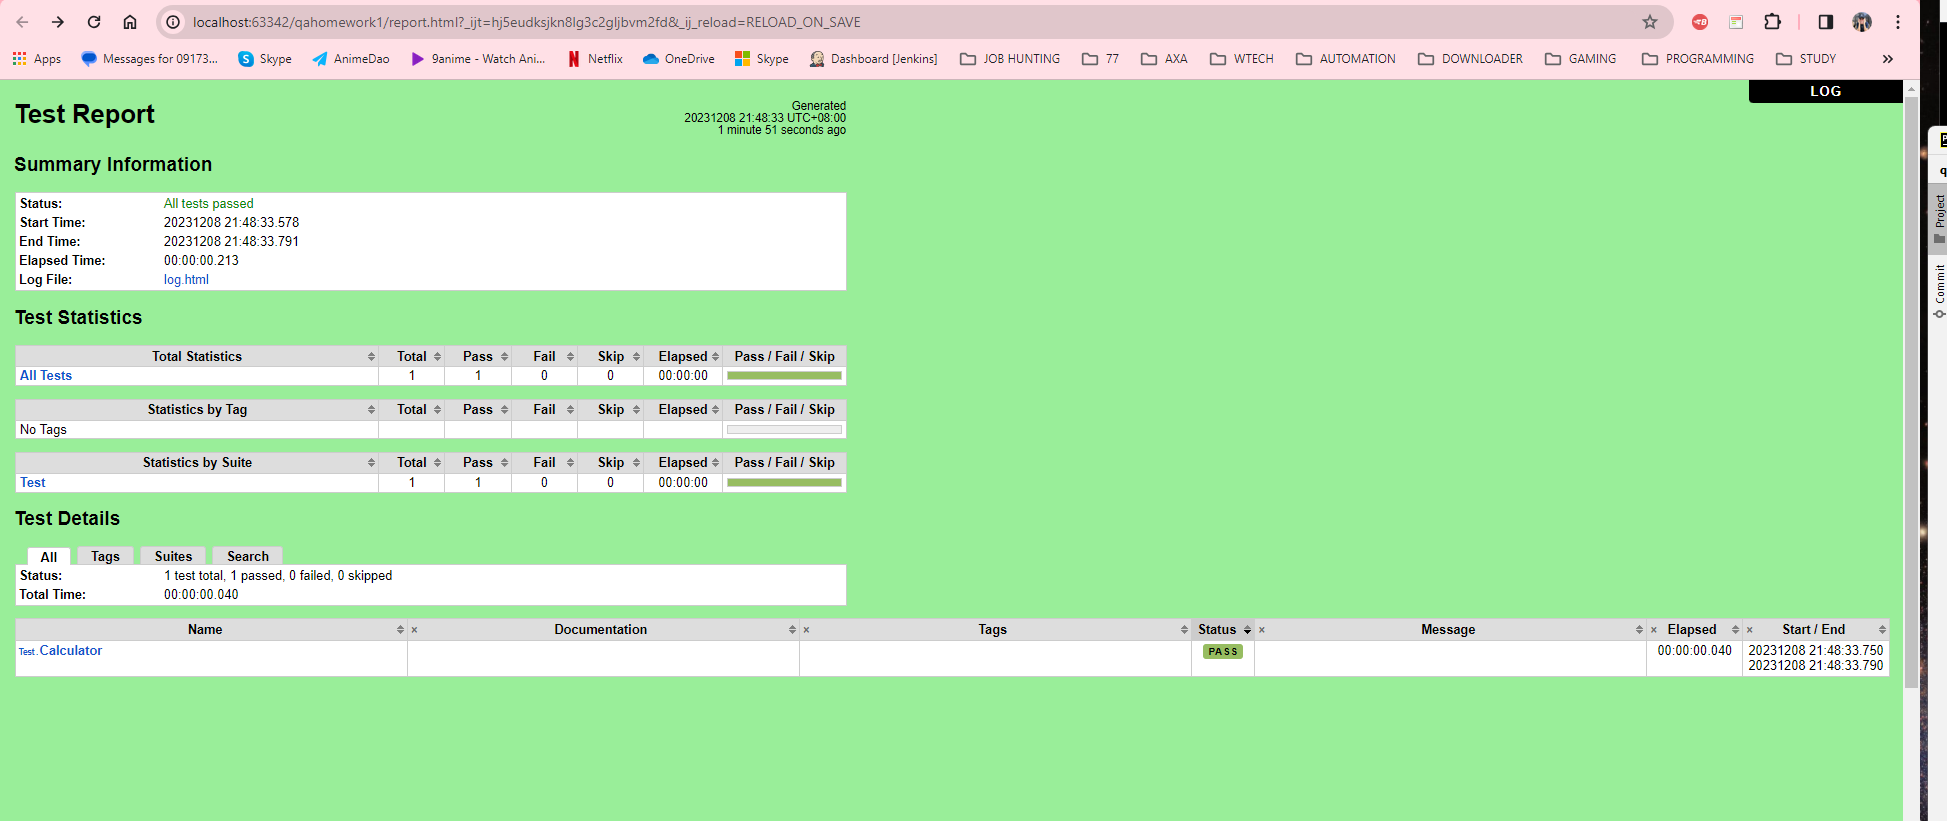 localhost:63342/qahomework1/report.html?_ijt=hj5eudksjkn8lg3c2gljbvm2fd&_ij_reload=RELOAD_ON_SAVE
Apps Messages for 09173... Skype AnimeDao 9anime - Watch Ani... Netflix OneDrive Skype Dashboard [Jenkins] JOB HUNTING 77 AXA WTECH AUTOMATION DOWNLOADER GAMING PROGRAMMING STUDY »
LOG
Test Report
Generated
20231208 21:48:33 UTC+08:00
1 minute 51 seconds ago
Summary Information
Status: All tests passed
Start Time: 20231208 21:48:33.578
End Time: 20231208 21:48:33.791
Elapsed Time: 00:00:00.213
Log File: log.html
Test Statistics
Total Statistics Total Pass Fail Skip Elapsed Pass / Fail / Skip
All Tests 1 1 0 0 00:00:00
Statistics by Tag Total Pass Fail Skip Elapsed Pass / Fail / Skip
No Tags
Statistics by Suite Total Pass Fail Skip Elapsed Pass / Fail / Skip
Test 1 1 0 0 00:00:00
Test Details
All Tags Suites Search
Status: 1 test total, 1 passed, 0 failed, 0 skipped
Total Time: 00:00:00.040
Name × Documentation × Tags Status × Message × Elapsed × Start / End
Test.Calculator PASS 00:00:00.040 20231208 21:48:33.750
20231208 21:48:33.790
q
Project
Commit